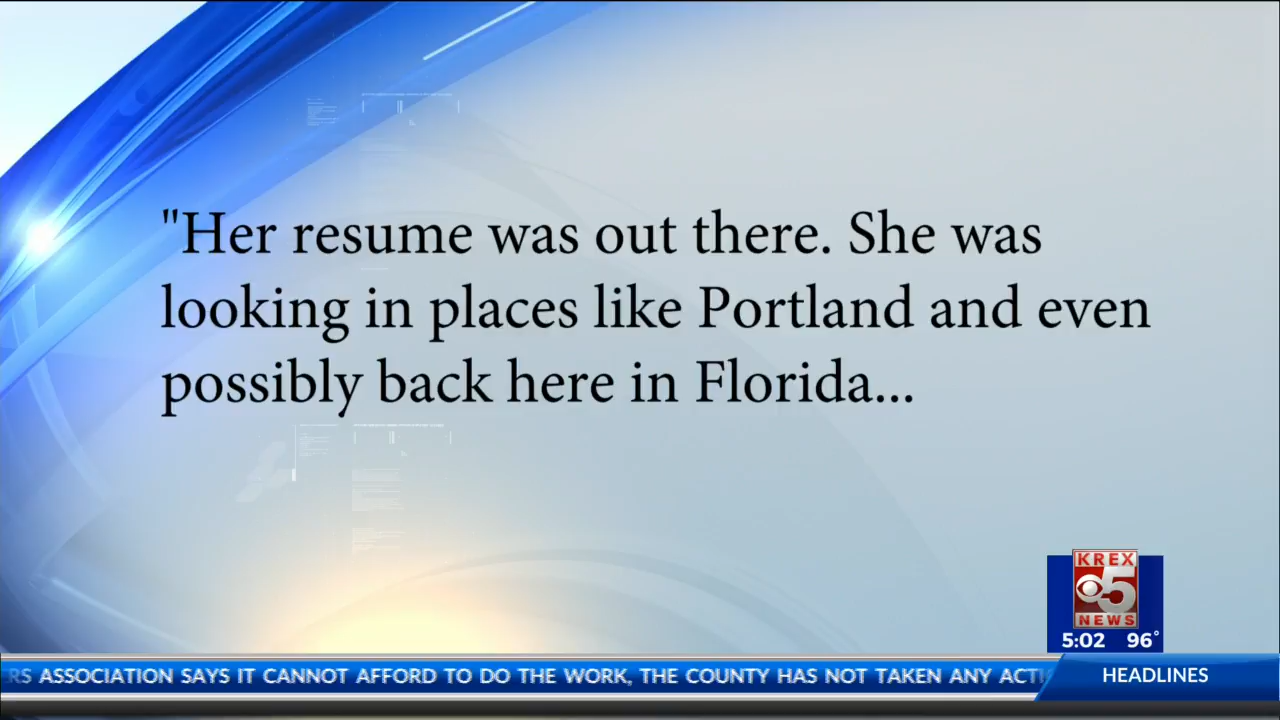 "Her resume was out there. She was
looking in places like Portland and even
possibly back here in Florida...
KREX
5
NEWS
5:02 96°
RS ASSOCIATION SAYS IT CANNOT AFFORD TO DO THE WORK, THE COUNTY HAS NOT TAKEN ANY ACTI
HEADLINES